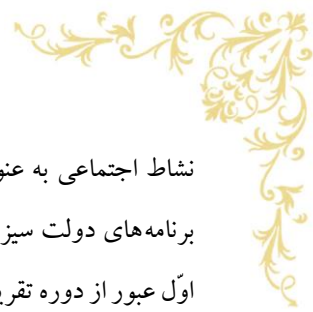 نشاط اجتماعی به
برنامه‌های دولت
اوّل عبور از دوره